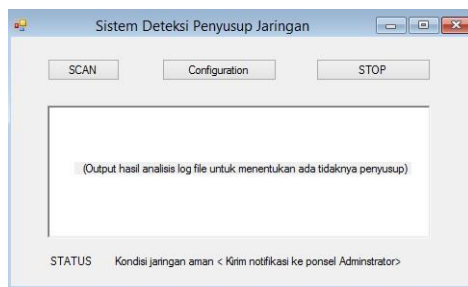 Sistem Deteksi Penyusup Jaringan
SCAN Configuration STOP
(Output hasil analisis log file untuk menentukan ada tidaknya penyusup)
STATUS Kondisi jaringan aman < Kirim notifikasi ke ponsel Adminstrator>